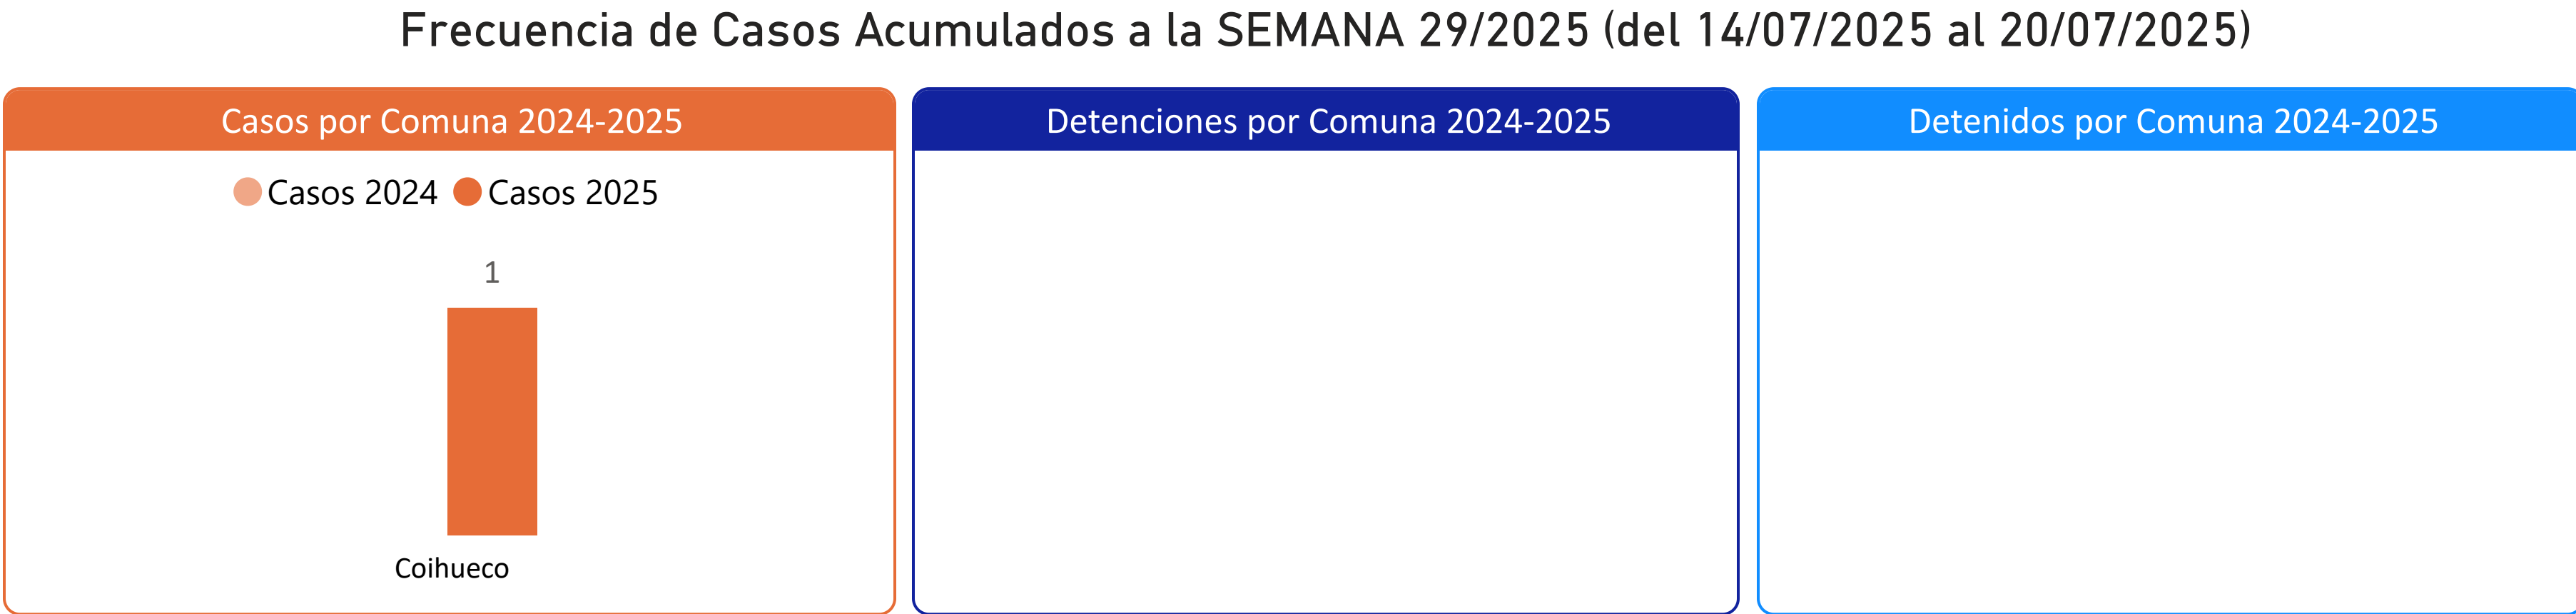 Frecuencia de Casos Acumulados a la SEMANA 29/2025 (del 14/07/2025 al 20/07/2025)
Casos por Comuna 2024-2025
Casos 2024 Casos 2025
1
Coihueco
Detenciones por Comuna 2024-2025
Detenidos por Comuna 2024-2025